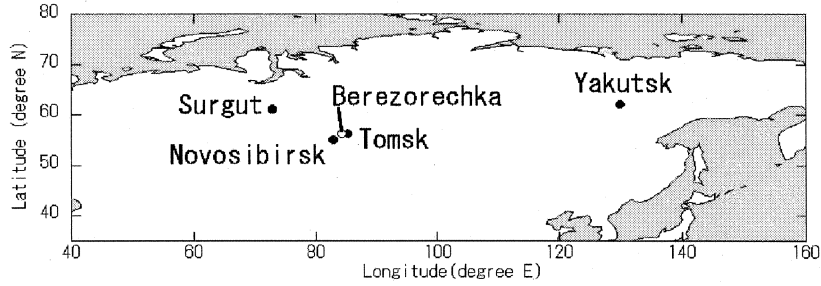 80
70
60
50
40
Latitude (degree N)
Yakutsk
Berezorechka
Surgut
Tomsk
Novosibirsk
40 60 80 100 120 140 160
Longitude(degree E)